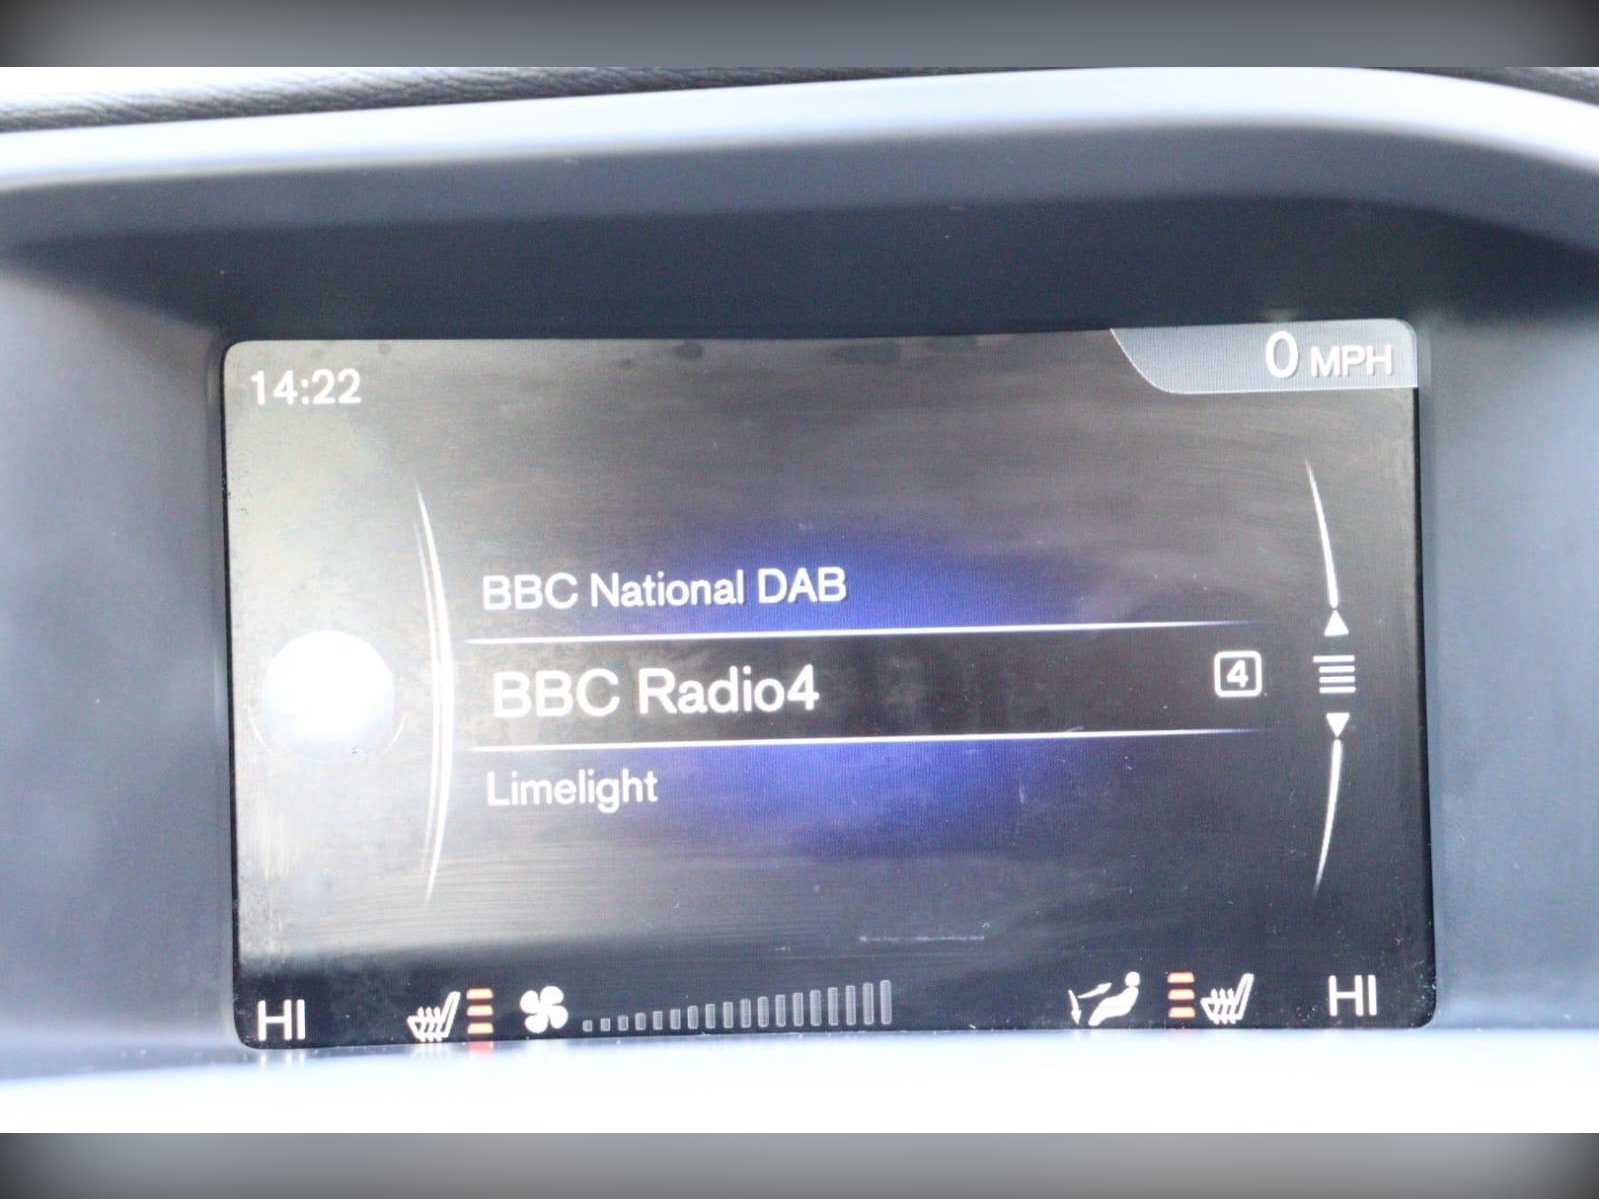 14:22
0 MPH
BBC National DAB
BBC Radio4
4
Limelight
HI
HI